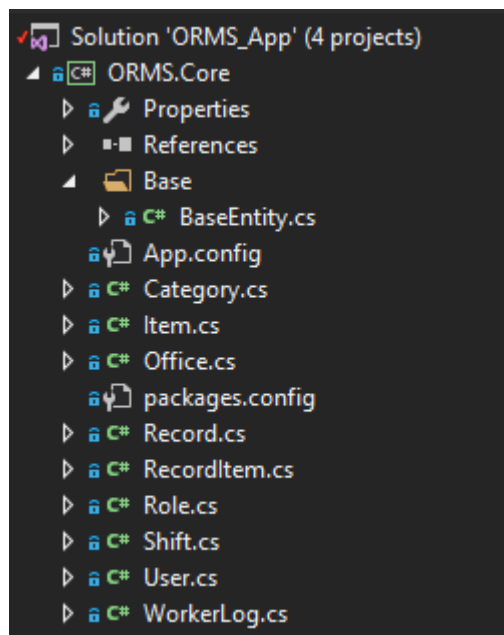 Solution 'ORMS_App' (4 projects)
C# ORMS.Core
Properties
References
Base
C# BaseEntity.cs
App.config
C# Category.cs
C# Item.cs
C# Office.cs
packages.config
C# Record.cs
C# RecordItem.cs
C# Role.cs
C# Shift.cs
C# User.cs
C# WorkerLog.cs